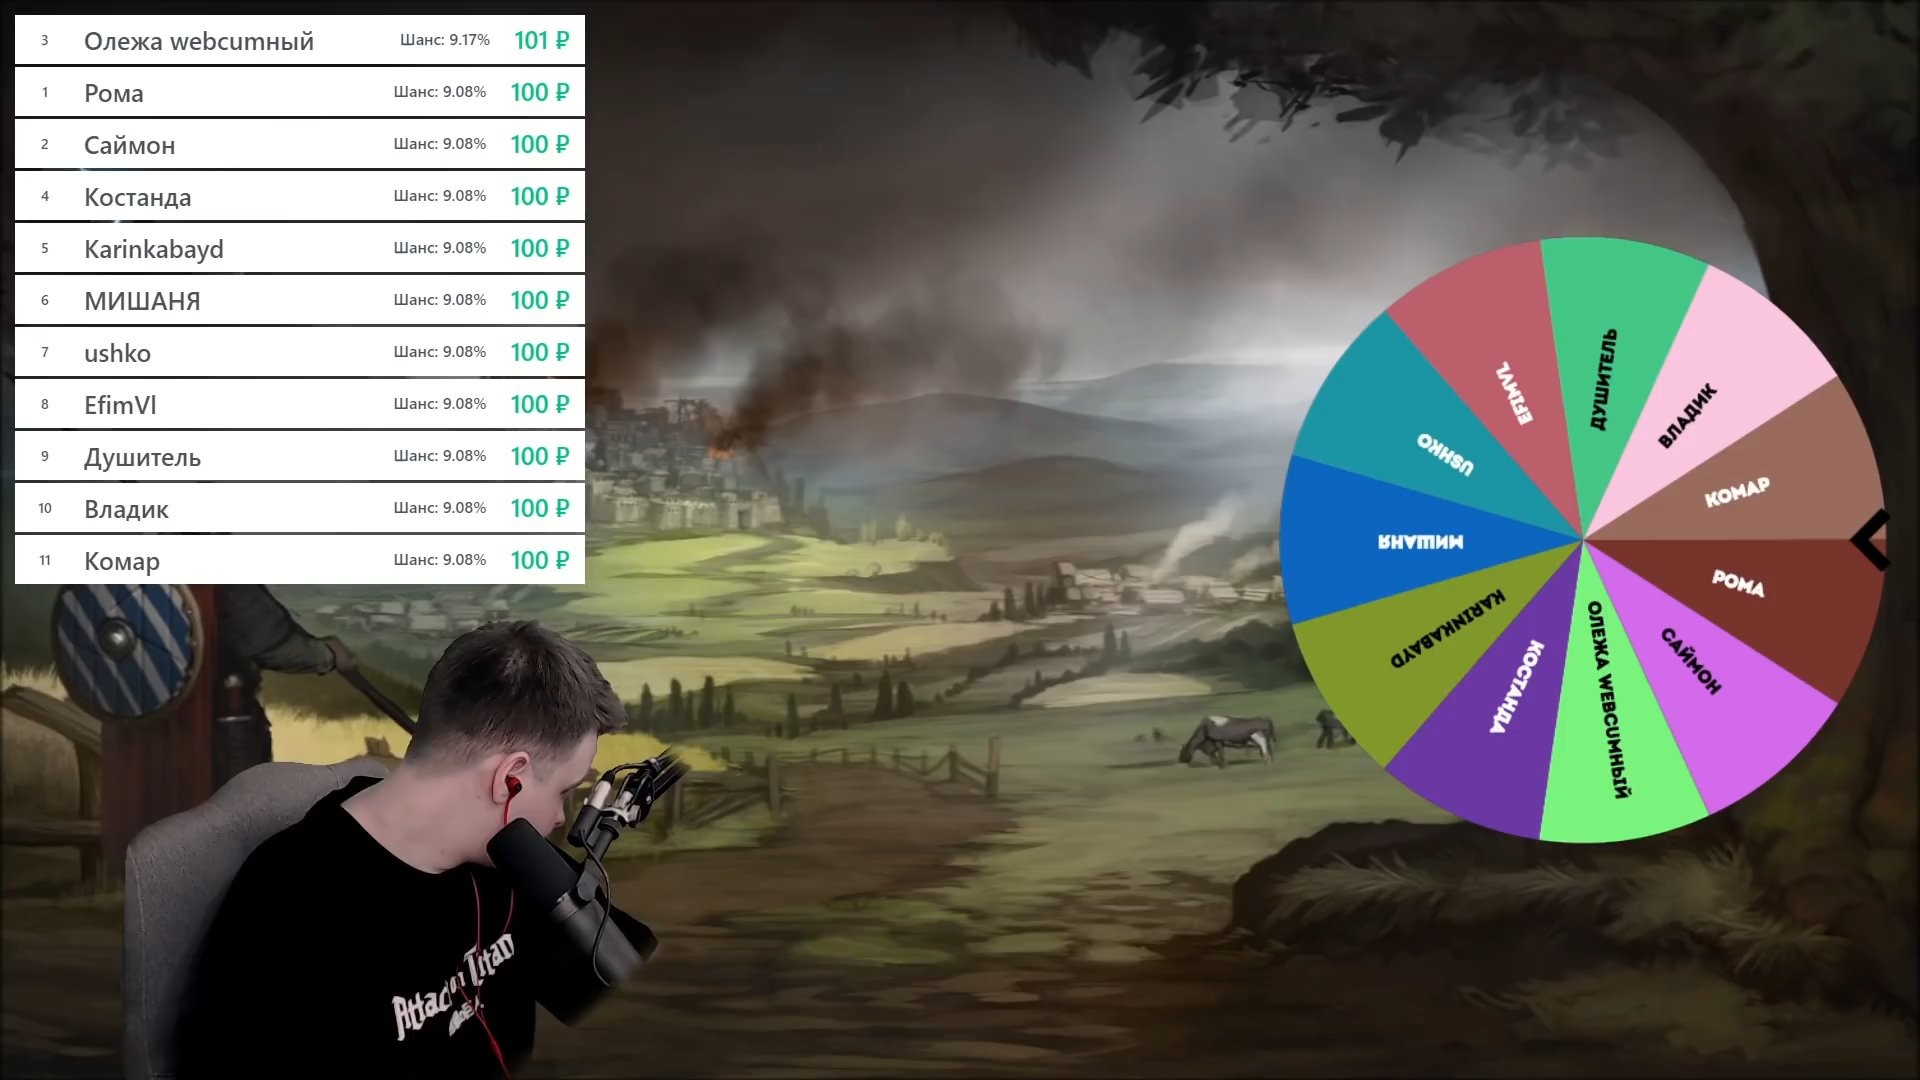 3 Олежа webcumный Шанс: 9.17% 101 ₽
1 Рома Шанс: 9.08% 100 ₽
2 Саймон Шанс: 9.08% 100 ₽
4 Костанда Шанс: 9.08% 100 ₽
5 Karinkabayd Шанс: 9.08% 100 ₽
6 МИШАНЯ Шанс: 9.08% 100 ₽
7 ushko Шанс: 9.08% 100 ₽
8 EfimVl Шанс: 9.08% 100 ₽
9 Душитель Шанс: 9.08% 100 ₽
10 Владик Шанс: 9.08% 100 ₽
11 Комар Шанс: 9.08% 100 ₽
ДУШИТЕЛЬ
ВЛАДИК
КОМАР
РОМА
САЙМОН
ОЛЕЖА WEBCUMНЫЙ
КОСТАНДА
KARINKABAYD
МИШАНЯ
USHKO
EFIMVL
Attack on Titan